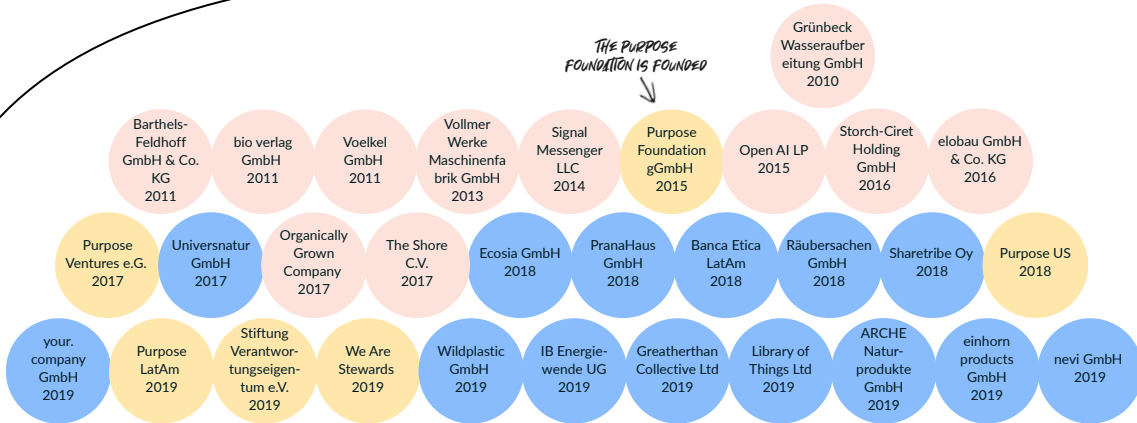 Grünbeck
Wasseraufber
eitung GmbH
2010
THE PURPOSE
FOUNDATION IS FOUNDED
Barthels-
Feldhoff
GmbH & Co.
KG
2011
bio verlag
GmbH
2011
Voelkel
GmbH
2011
Vollmer
Werke
Maschinenfa
brik GmbH
2013
Signal
Messenger
LLC
2014
Purpose
Foundation
gGmbH
2015
Open AI LP
2015
Storch-Ciret
Holding
GmbH
2016
elobau GmbH
& Co. KG
2016
Purpose
Ventures e.G.
2017
Universnatur
GmbH
2017
Organically
Grown
Company
2017
The Shore
C.V.
2017
Ecosia GmbH
2018
PranaHaus
GmbH
2018
Banca Etica
LatAm
2018
Räubersachen
GmbH
2018
Sharetribe Oy
2018
Purpose US
2018
your.
company
GmbH
2019
Purpose
LatAm
2019
Stiftung
Verantwor-
tungseigen-
tum e.V.
2019
We Are
Stewards
2019
Wildplastic
GmbH
2019
IB Energie-
wende UG
2019
Greatherthan
Collective Ltd
2019
Library of
Things Ltd
2019
ARCHE
Natur-
produkte
GmbH
2019
einhorn
products
GmbH
2019
nevi GmbH
2019